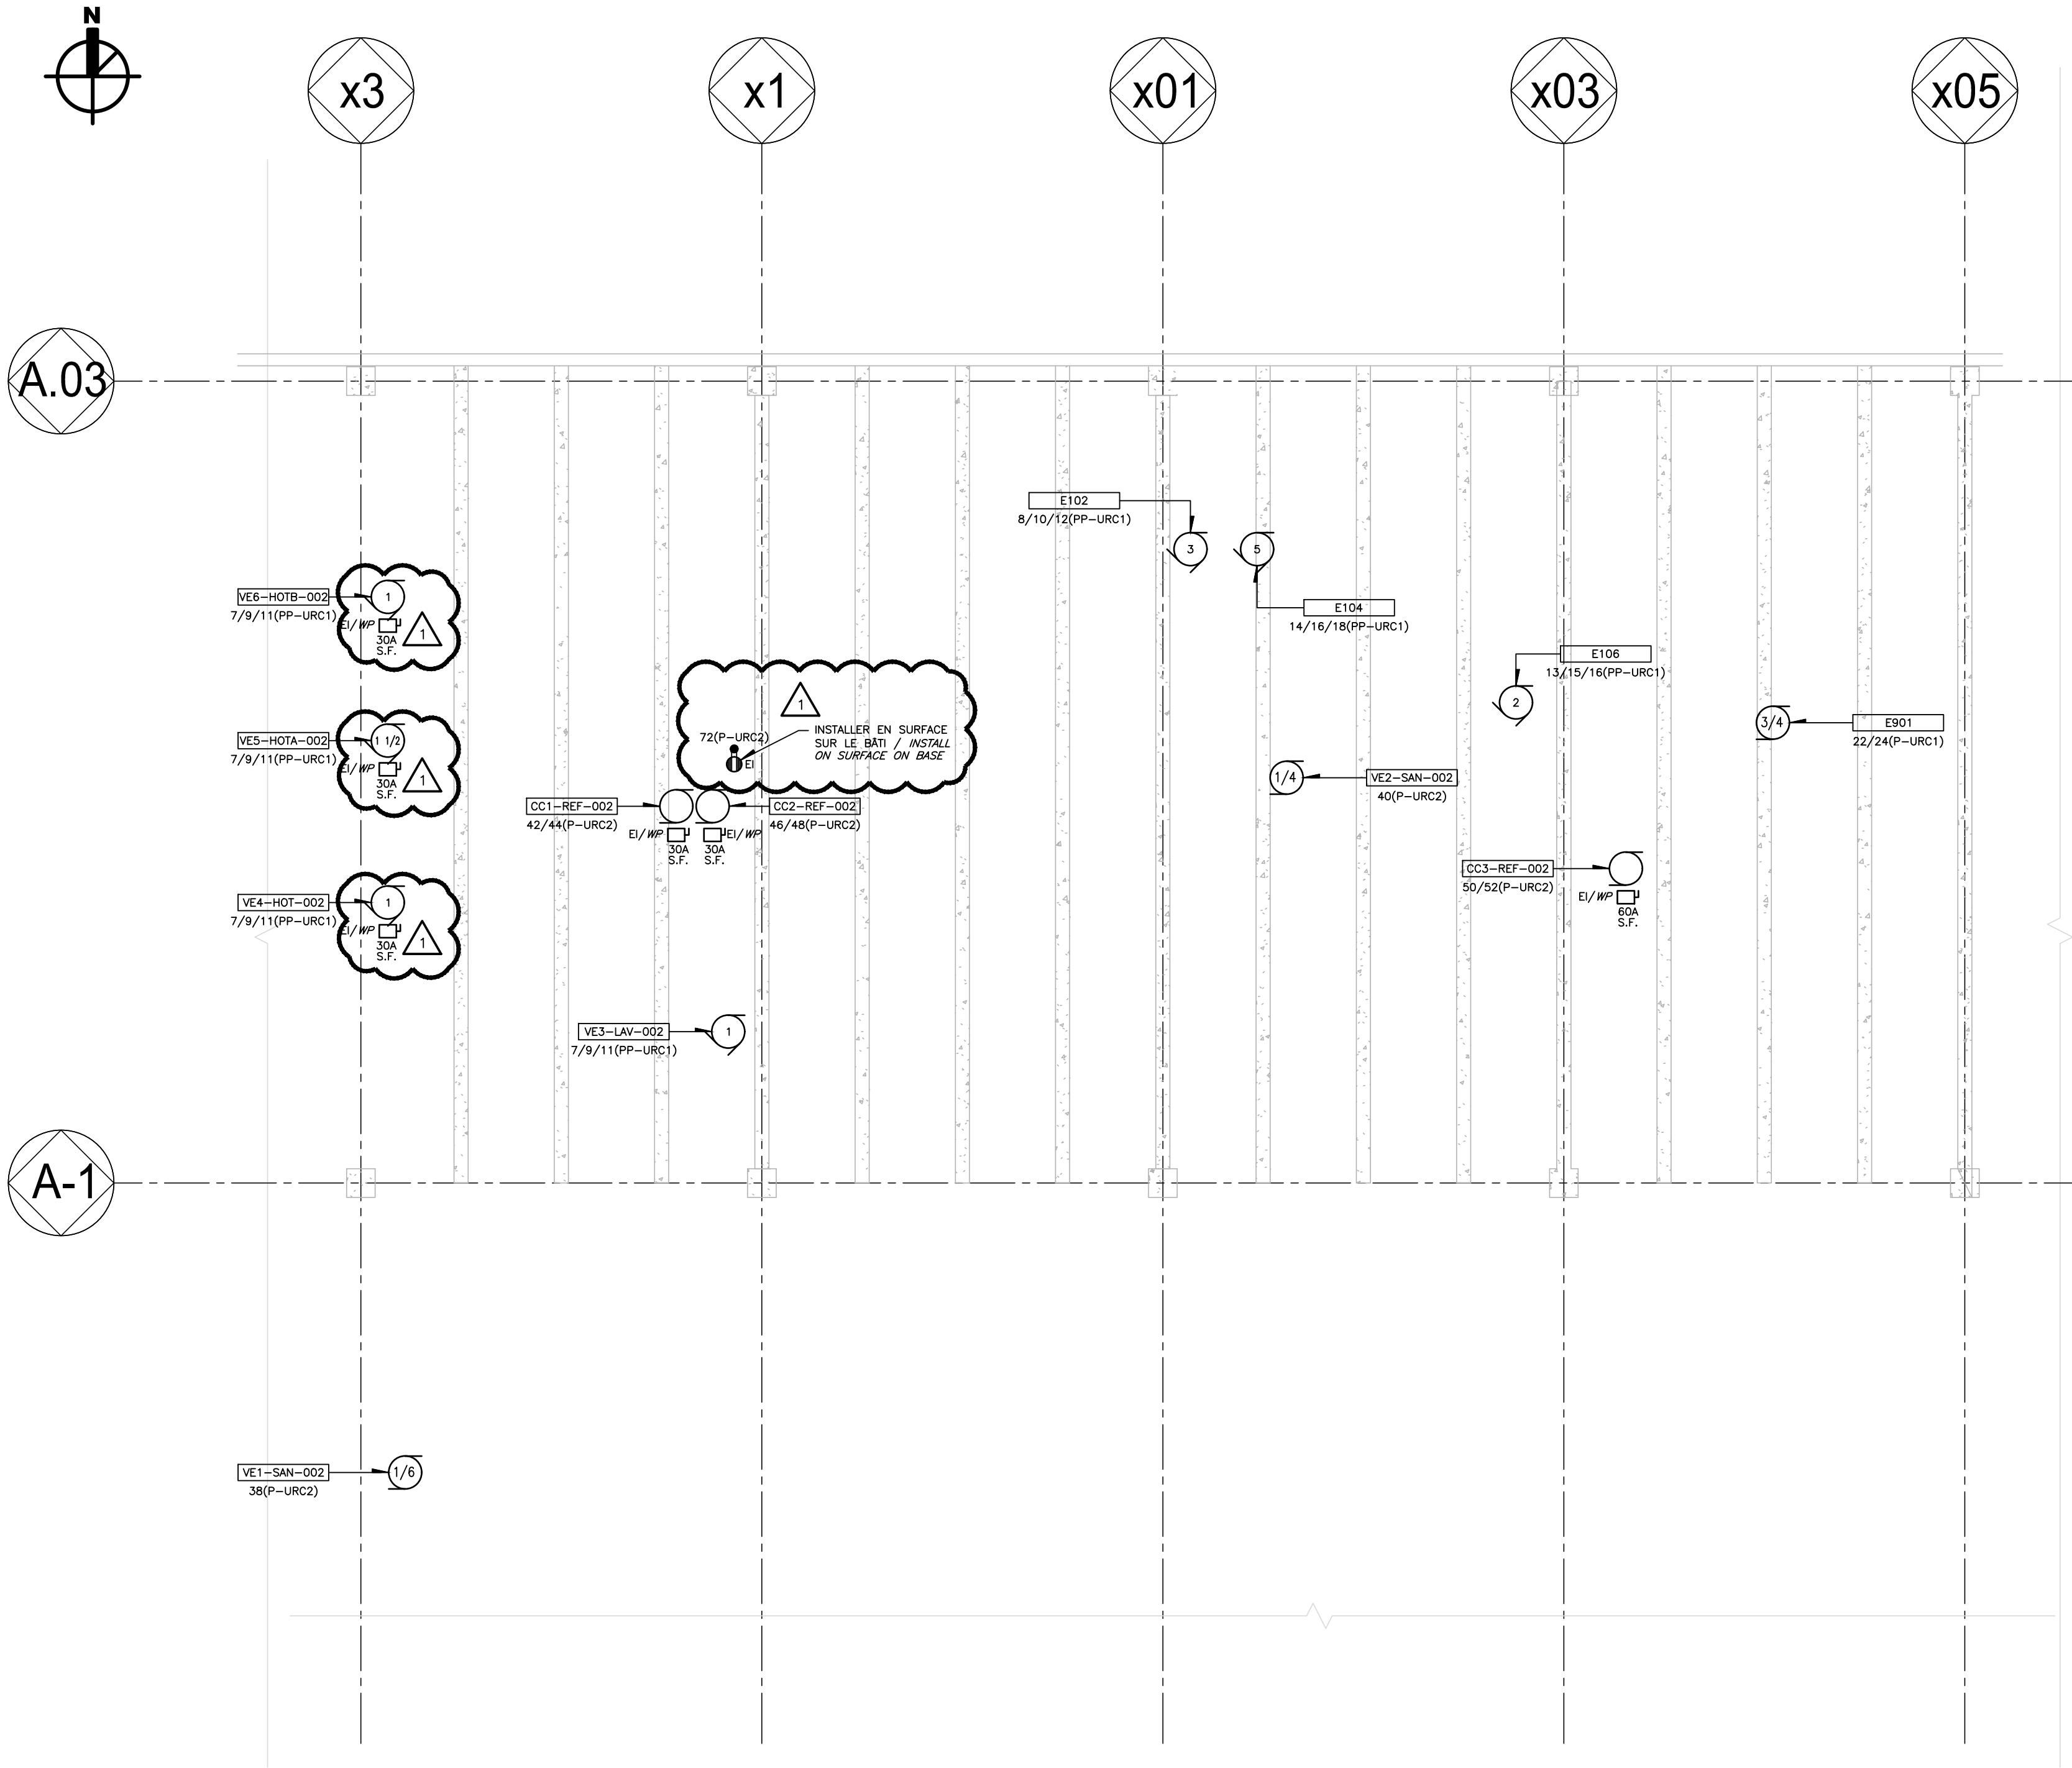 N
x3
x1
x01
x03
x05
A.03
E102
8/10/12(PP-URC1)
3
5
E104
14/16/18(PP-URC1)
VE6-HOTB-002
7/9/11(PP-URC1)
1
EI/WP
30A
S.F.
1
E106
13/15/16(PP-URC1)
2
VE5-HOTA-002
7/9/11(PP-URC1)
1 1/2
EI/WP
30A
S.F.
1
1
72(P-URC2)
EI
INSTALLER EN SURFACE
SUR LE BÂTI / INSTALL
ON SURFACE ON BASE
3/4
E901
22/24(P-URC1)
1/4
VE2-SAN-002
40(P-URC2)
CC1-REF-002
42/44(P-URC2)
EI/WP
30A
S.F.
CC2-REF-002
46/48(P-URC2)
EI/WP
30A
S.F.
CC3-REF-002
50/52(P-URC2)
EI/WP
60A
S.F.
VE4-HOT-002
7/9/11(PP-URC1)
1
EI/WP
30A
S.F.
1
VE3-LAV-002
7/9/11(PP-URC1)
1
A-1
VE1-SAN-002
38(P-URC2)
1/6